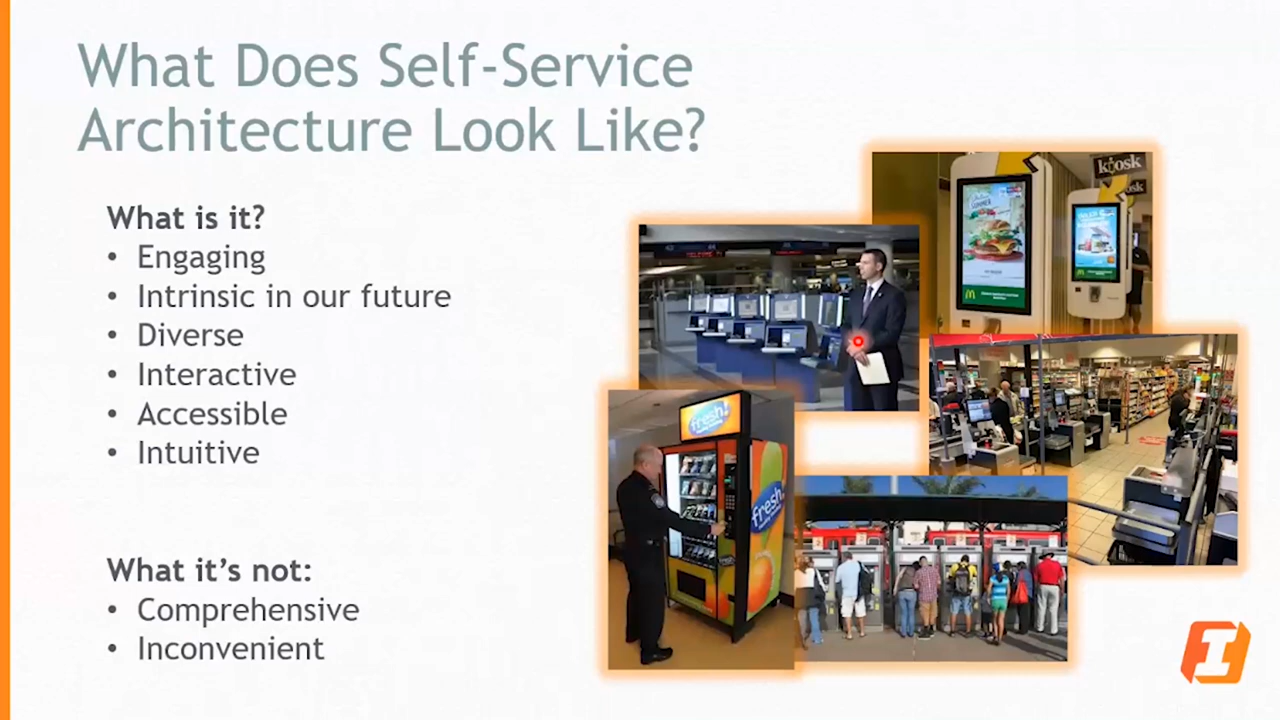 What Does Self-Service
Architecture Look Like?
What is it?
• Engaging
• Intrinsic in our future
• Diverse
• Interactive
• Accessible
• Intuitive
What it's not:
• Comprehensive
• Inconvenient
kiosk
fresh!
fresh!